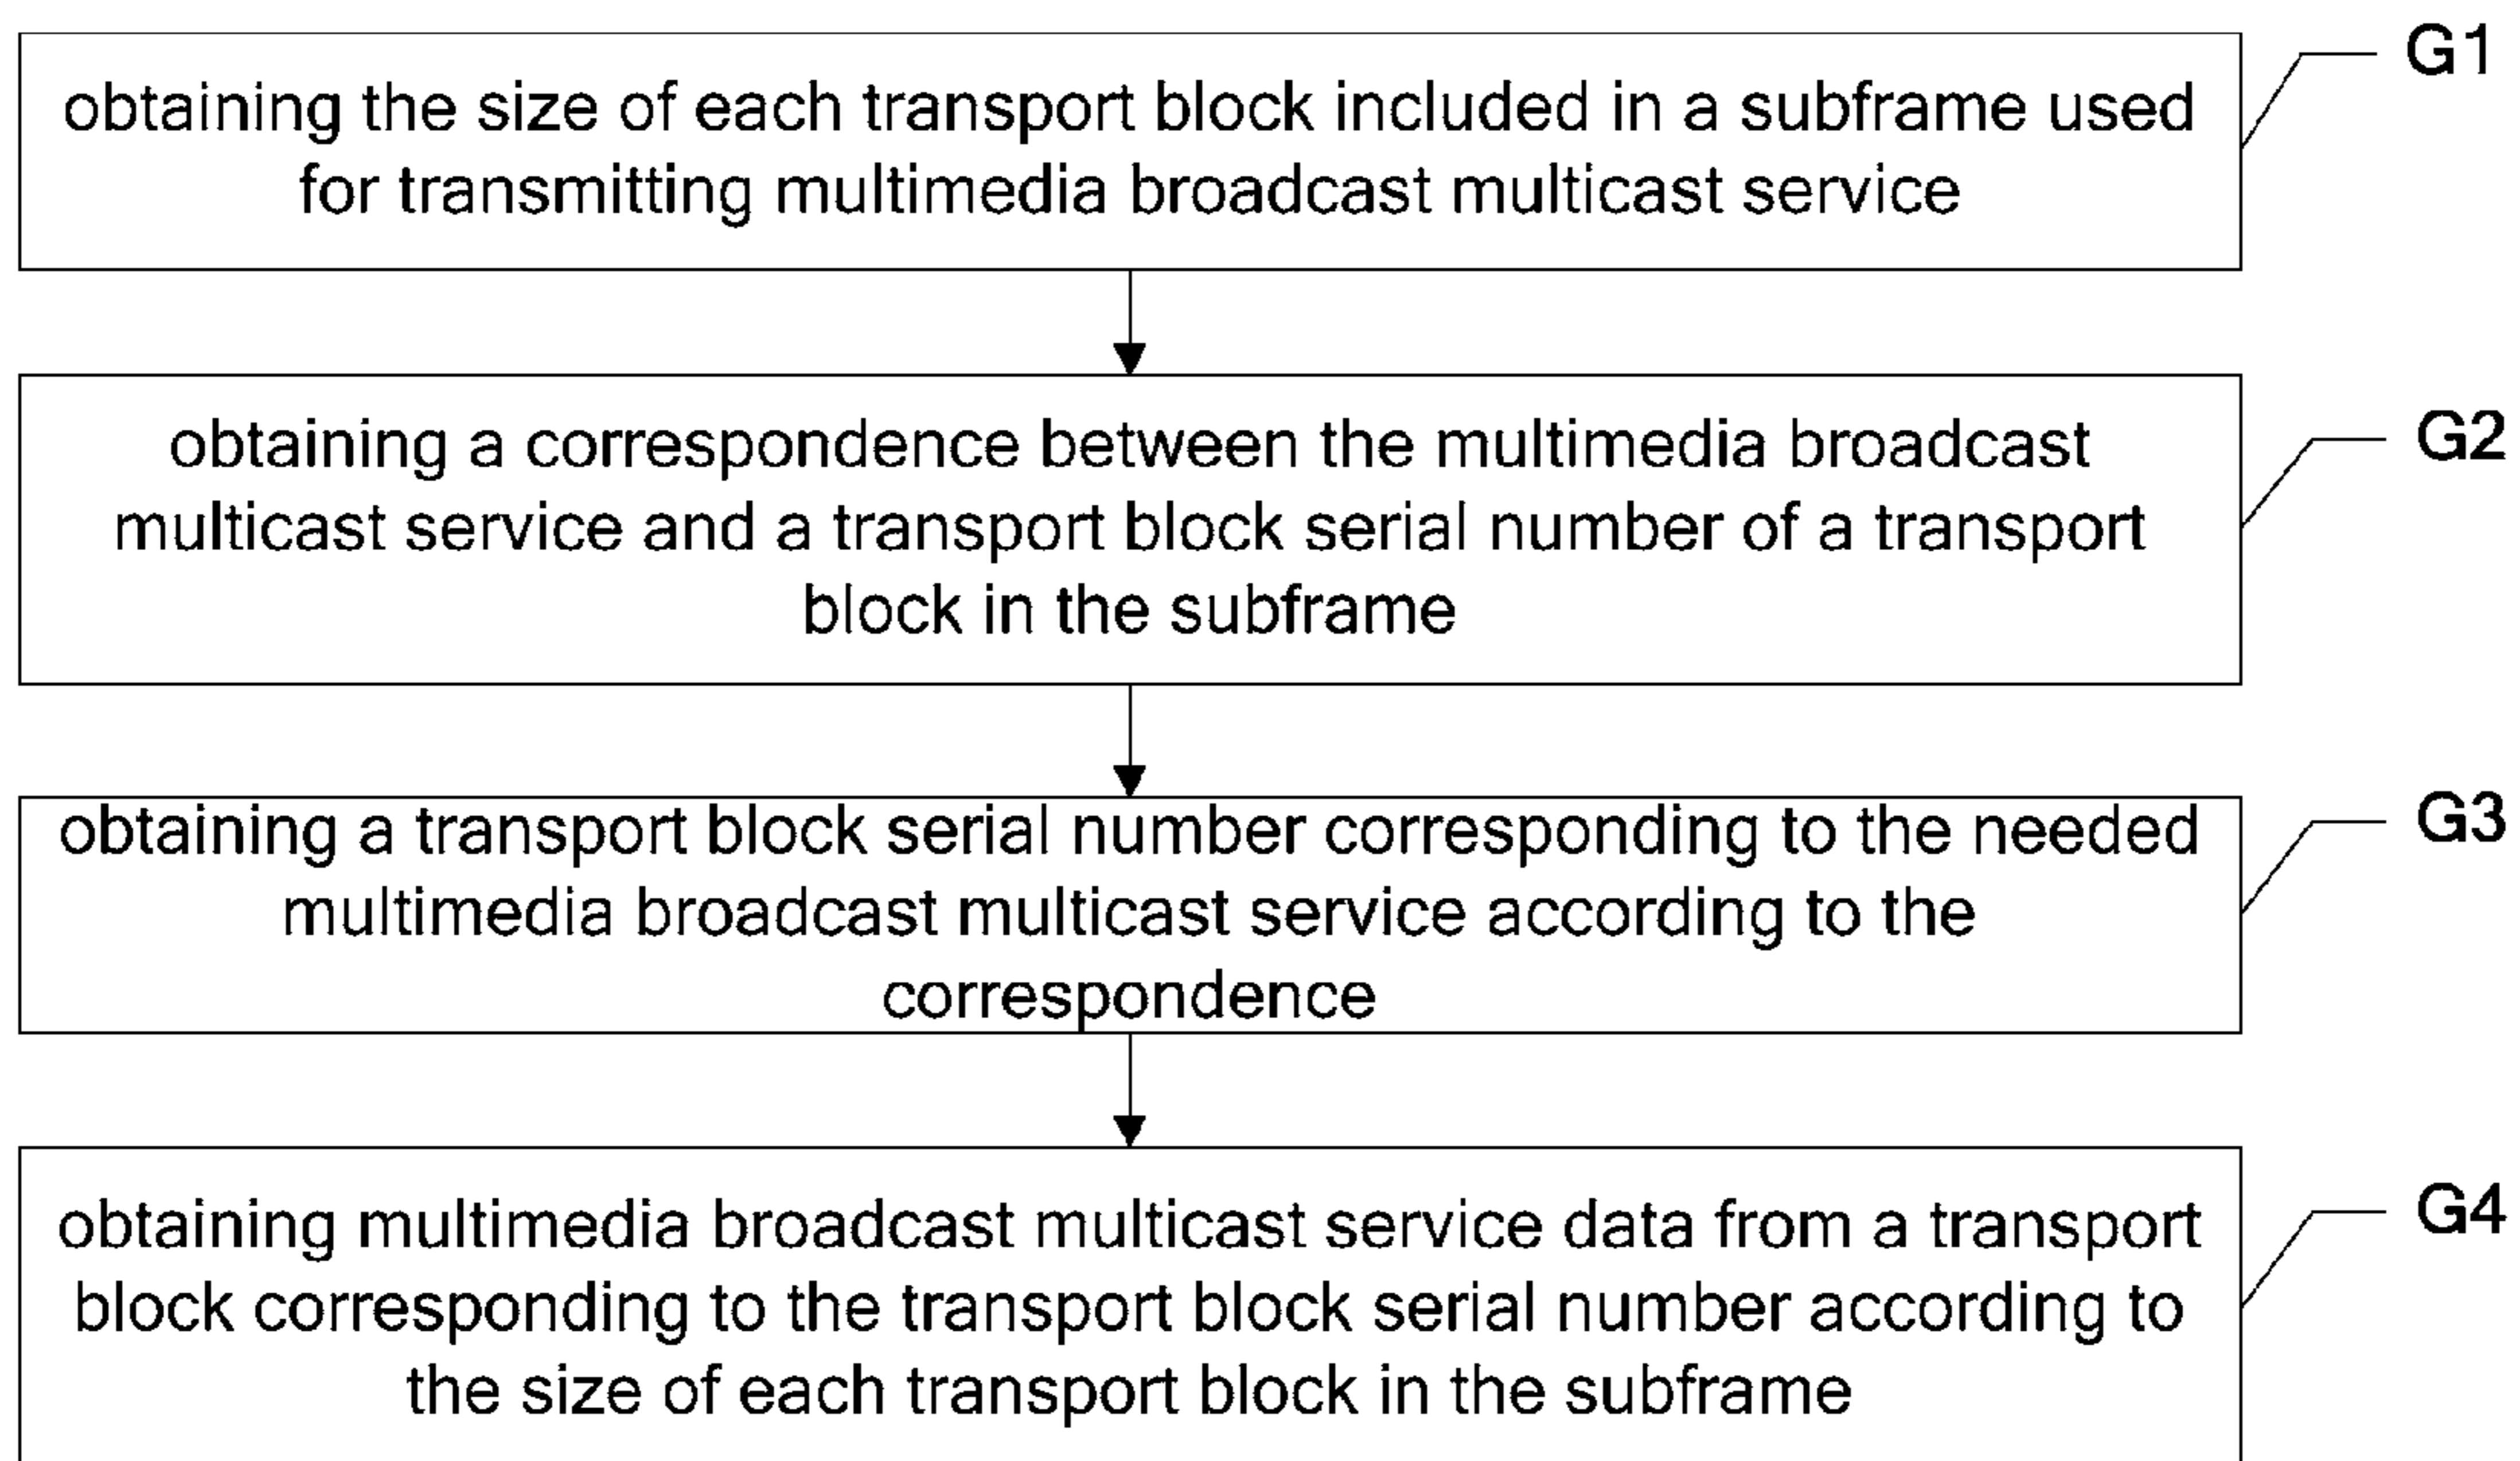 obtaining the size of each transport block included in a subframe used
for transmitting multimedia broadcast multicast service
G1
obtaining a correspondence between the multimedia broadcast
multicast service and a transport block serial number of a transport
block in the subframe
G2
obtaining a transport block serial number corresponding to the needed
multimedia broadcast multicast service according to the
correspondence
G3
obtaining multimedia broadcast multicast service data from a transport
block corresponding to the transport block serial number according to
the size of each transport block in the subframe
G4